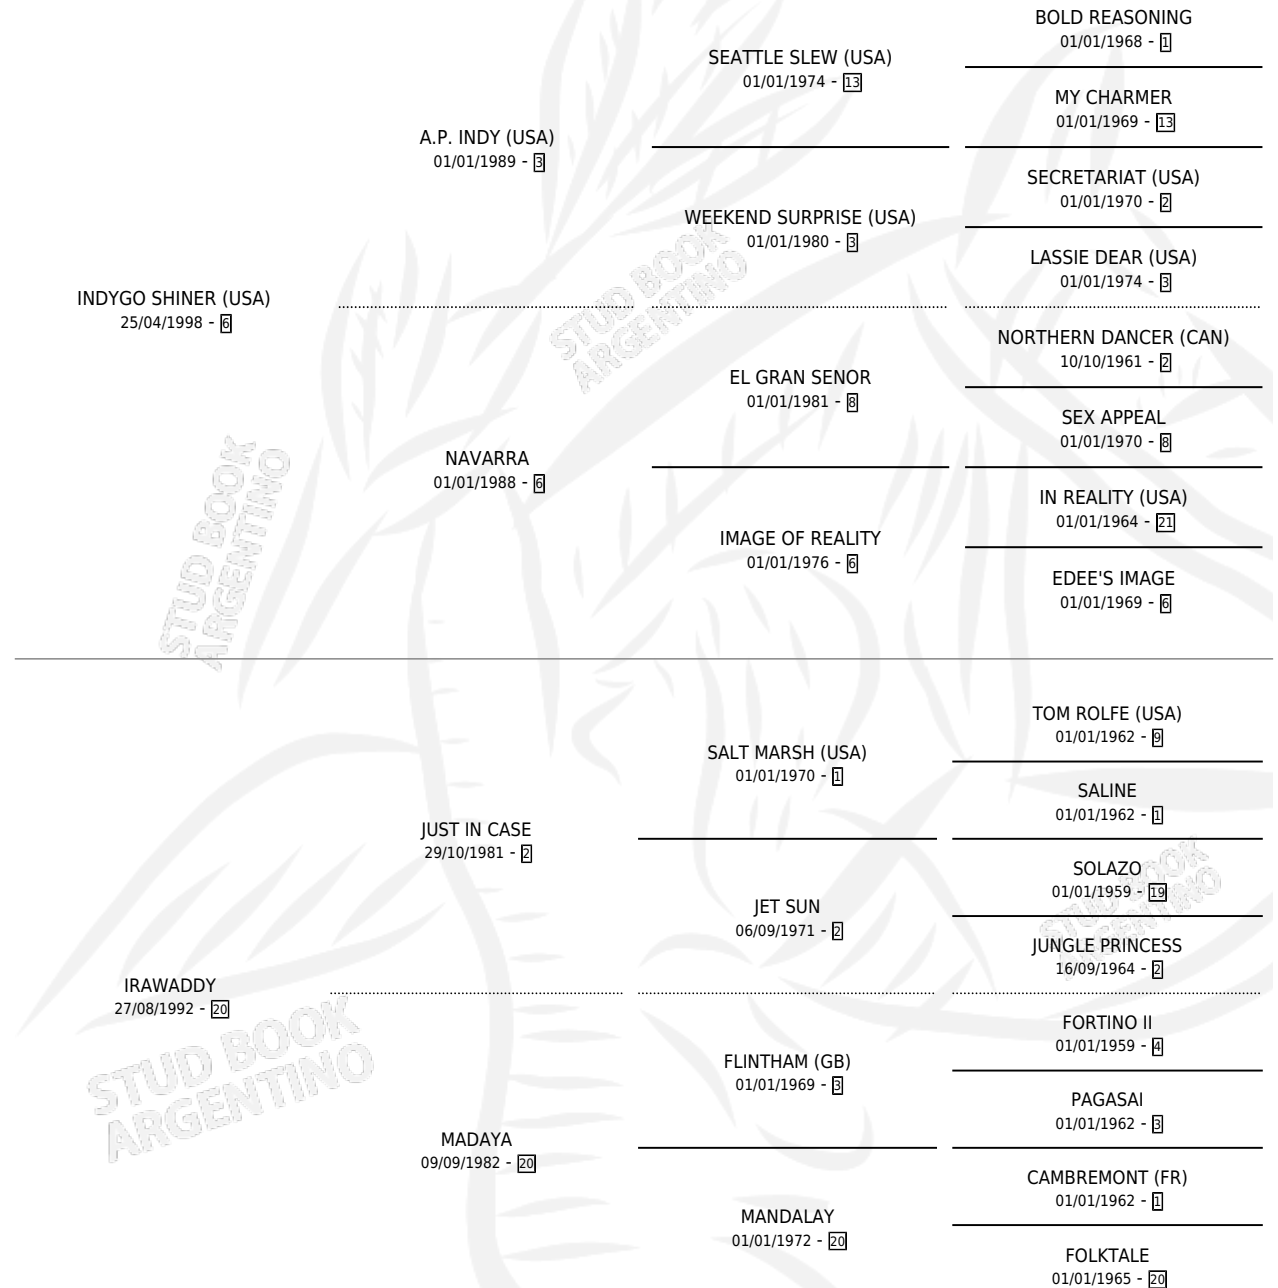 BOLD REASONING
01/01/1968 - 1
SEATTLE SLEW (USA)
01/01/1974 - 13
MY CHARMER
01/01/1969 - 13
A.P. INDY (USA)
01/01/1989 - 3
SECRETARIAT (USA)
01/01/1970 - 2
WEEKEND SURPRISE (USA)
01/01/1980 - 3
LASSIE DEAR (USA)
01/01/1974 - 3
INDYGO SHINER (USA)
25/04/1998 - 6
STUD BOOK
ARGENTINO
NORTHERN DANCER (CAN)
10/10/1961 - 2
EL GRAN SENOR
01/01/1981 - 8
SEX APPEAL
01/01/1970 - 8
NAVARRA
01/01/1988 - 6
IN REALITY (USA)
01/01/1964 - 21
IMAGE OF REALITY
01/01/1976 - 6
EDEE'S IMAGE
01/01/1969 - 6
STUD BOOK
ARGENTINO
TOM ROLFE (USA)
01/01/1962 - 9
SALT MARSH (USA)
01/01/1970 - 1
SALINE
01/01/1962 - 1
JUST IN CASE
29/10/1981 - 2
SOLAZO
01/01/1959 - 19
JET SUN
06/09/1971 - 2
JUNGLE PRINCESS
16/09/1964 - 2
STUD BOOK
ARGENTINO
IRAWADDY
27/08/1992 - 20
STUD BOOK
ARGENTINO
FORTINO II
01/01/1959 - 4
FLINTHAM (GB)
01/01/1969 - 3
PAGASAI
01/01/1962 - 3
MADAYA
09/09/1982 - 20
CAMBREMONT (FR)
01/01/1962 - 1
MANDALAY
01/01/1972 - 20
FOLKTALE
01/01/1965 - 20